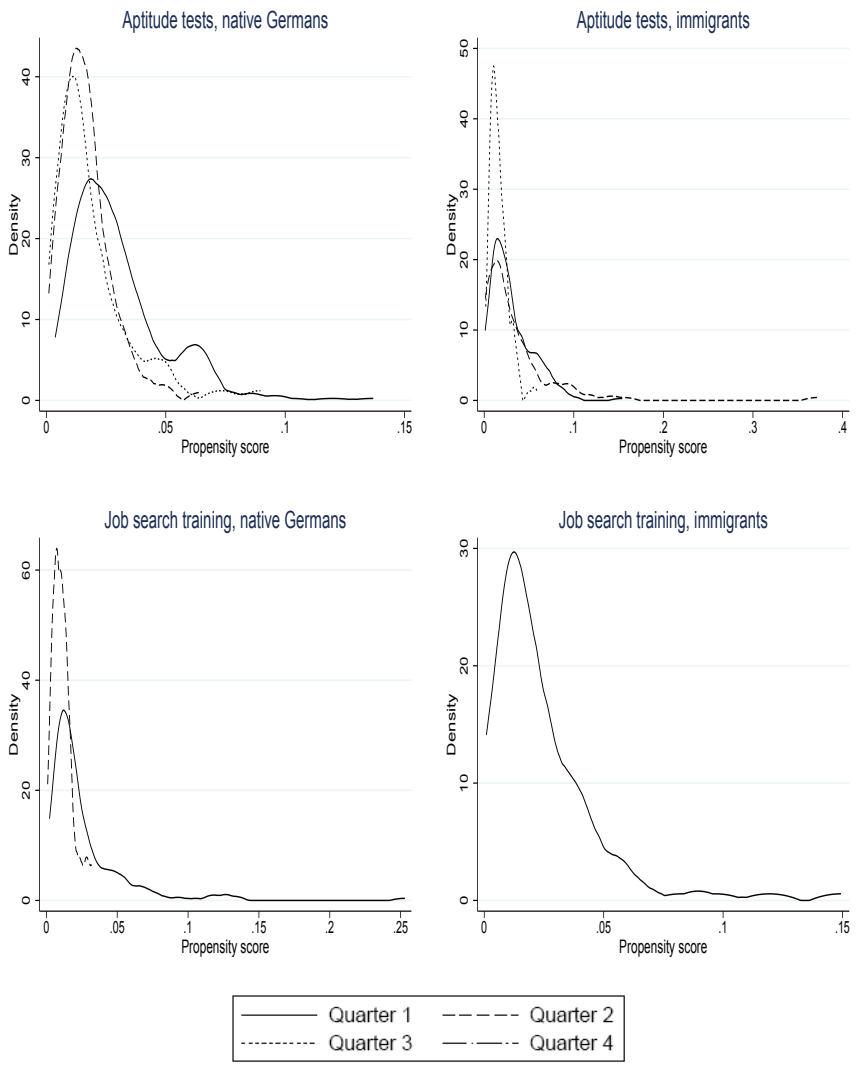 Aptitude tests, native Germans
Density
40
30
20
10
0
0 .05 .1 .15
Propensity score
Aptitude tests, immigrants
Density
50
40
30
20
10
0
0 .1 .2 .3 .4
Propensity score
Job search training, native Germans
Density
60
40
20
0
0 .05 .1 .15 .2 .25
Propensity score
Job search training, immigrants
Density
30
20
10
0
0 .05 .1 .15
Propensity score
Quarter 1 Quarter 2
Quarter 3 Quarter 4